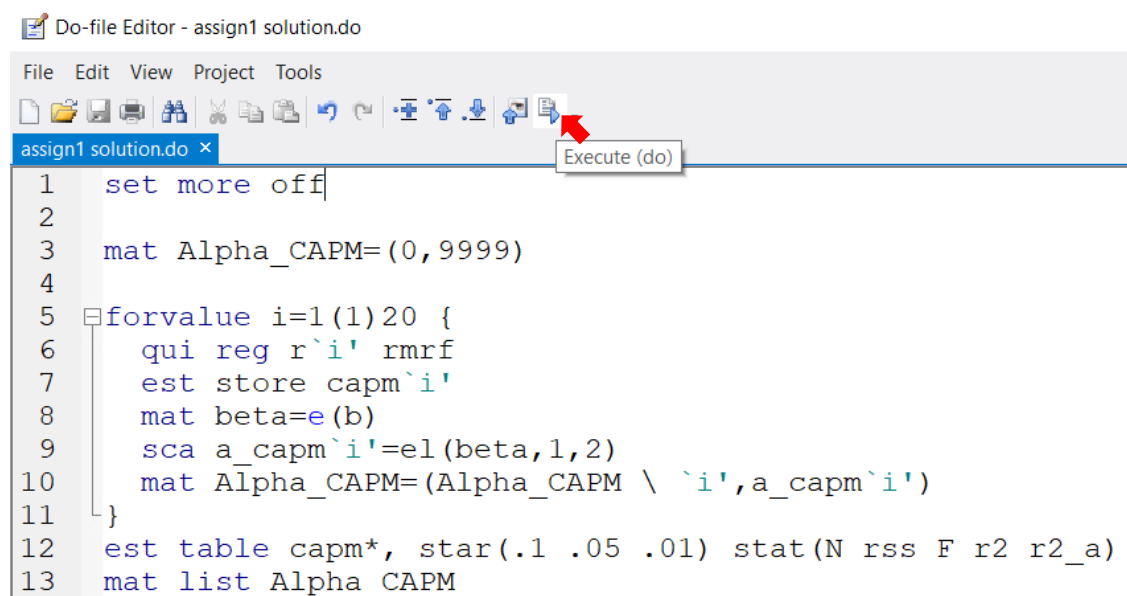 Do-file Editor - assign1 solution.do
File Edit View Project Tools
assign1 solution.do ×
Execute (do)
1 set more off
2
3 mat Alpha_CAPM=(0,9999)
4
5 forvalue i=1(1)20 {
6 qui reg r`i' rmrf
7 est store capm`i'
8 mat beta=e(b)
9 sca a_capm`i'=el(beta,1,2)
10 mat Alpha_CAPM=(Alpha_CAPM \ `i',a_capm`i')
11 }
12 est table capm*, star(.1 .05 .01) stat(N rss F r2 r2_a)
13 mat list Alpha_CAPM